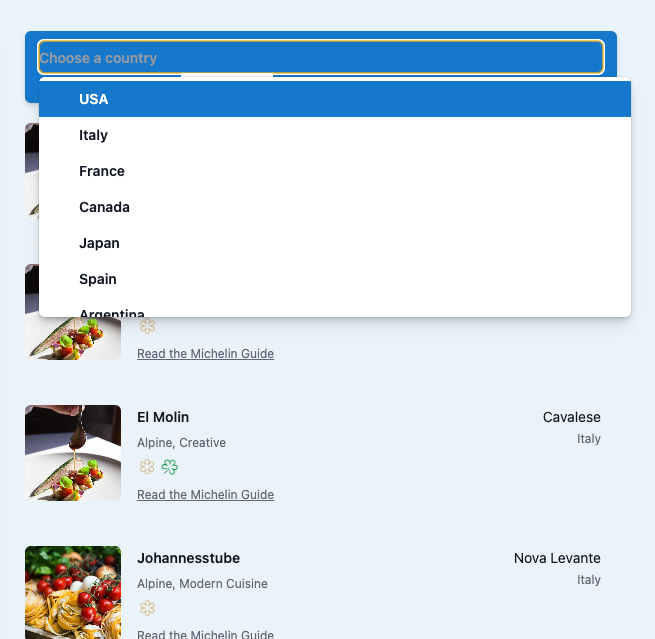 Choose a country
USA
Italy
France
Canada
Japan
Spain
Argentina
Read the Michelin Guide
El Molin
Cavalese
Alpine, Creative
Italy
Read the Michelin Guide
Johannesstube
Nova Levante
Alpine, Modern Cuisine
Italy
Read the Michelin Guide